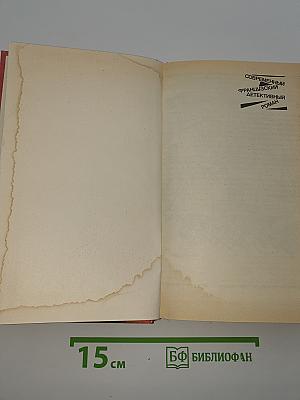 СОВРЕМЕННЫЙ
ФРАНЦУЗСКИЙ
ДЕТЕКТИВНЫЙ
РОМАН
15 СМ
БФ БИБЛИОФАН